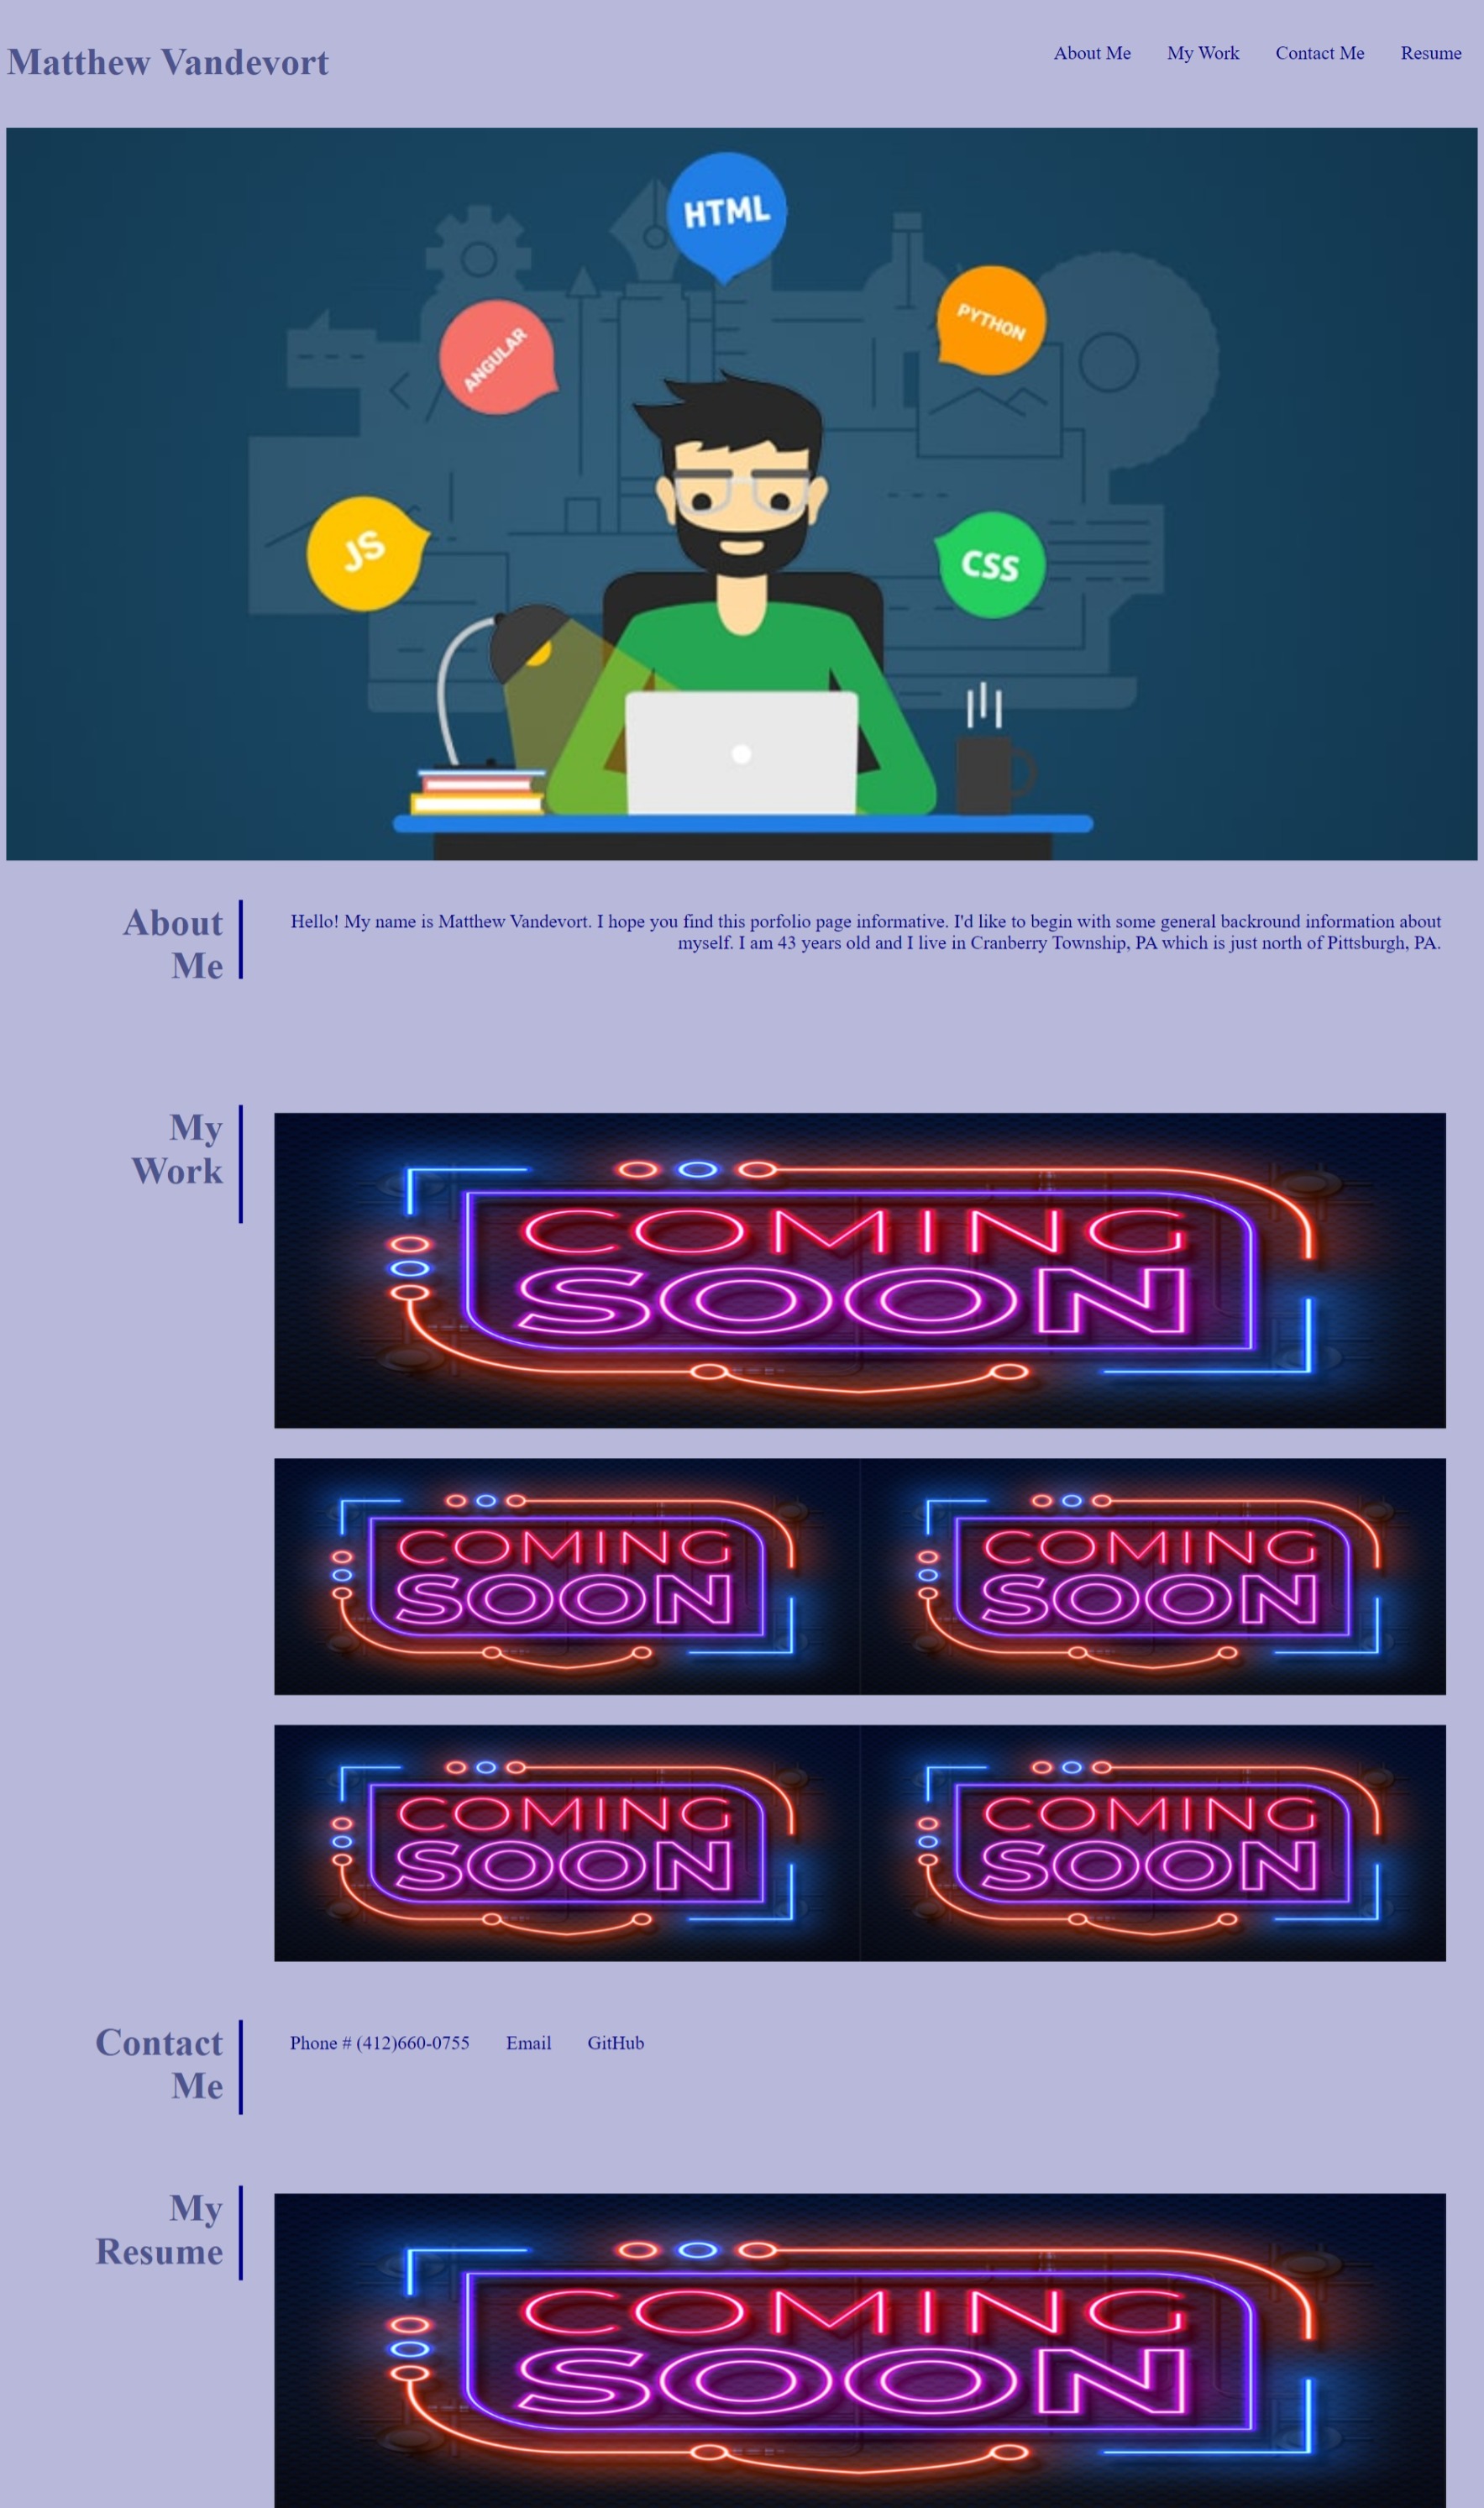 Matthew Vandevort
About Me My Work Contact Me Resume
HTML
PYTHON
ANGULAR
JS
CSS
About
Me
Hello! My name is Matthew Vandevort. I hope you find this porfolio page informative. I'd like to begin with some general backround information about
myself. I am 43 years old and I live in Cranberry Township, PA which is just north of Pittsburgh, PA.
My
Work
COMING
SOON
COMING
SOON
COMING
SOON
COMING
SOON
COMING
SOON
Contact
Me
Phone # (412)660-0755 Email GitHub
My
Resume
COMING
SOON